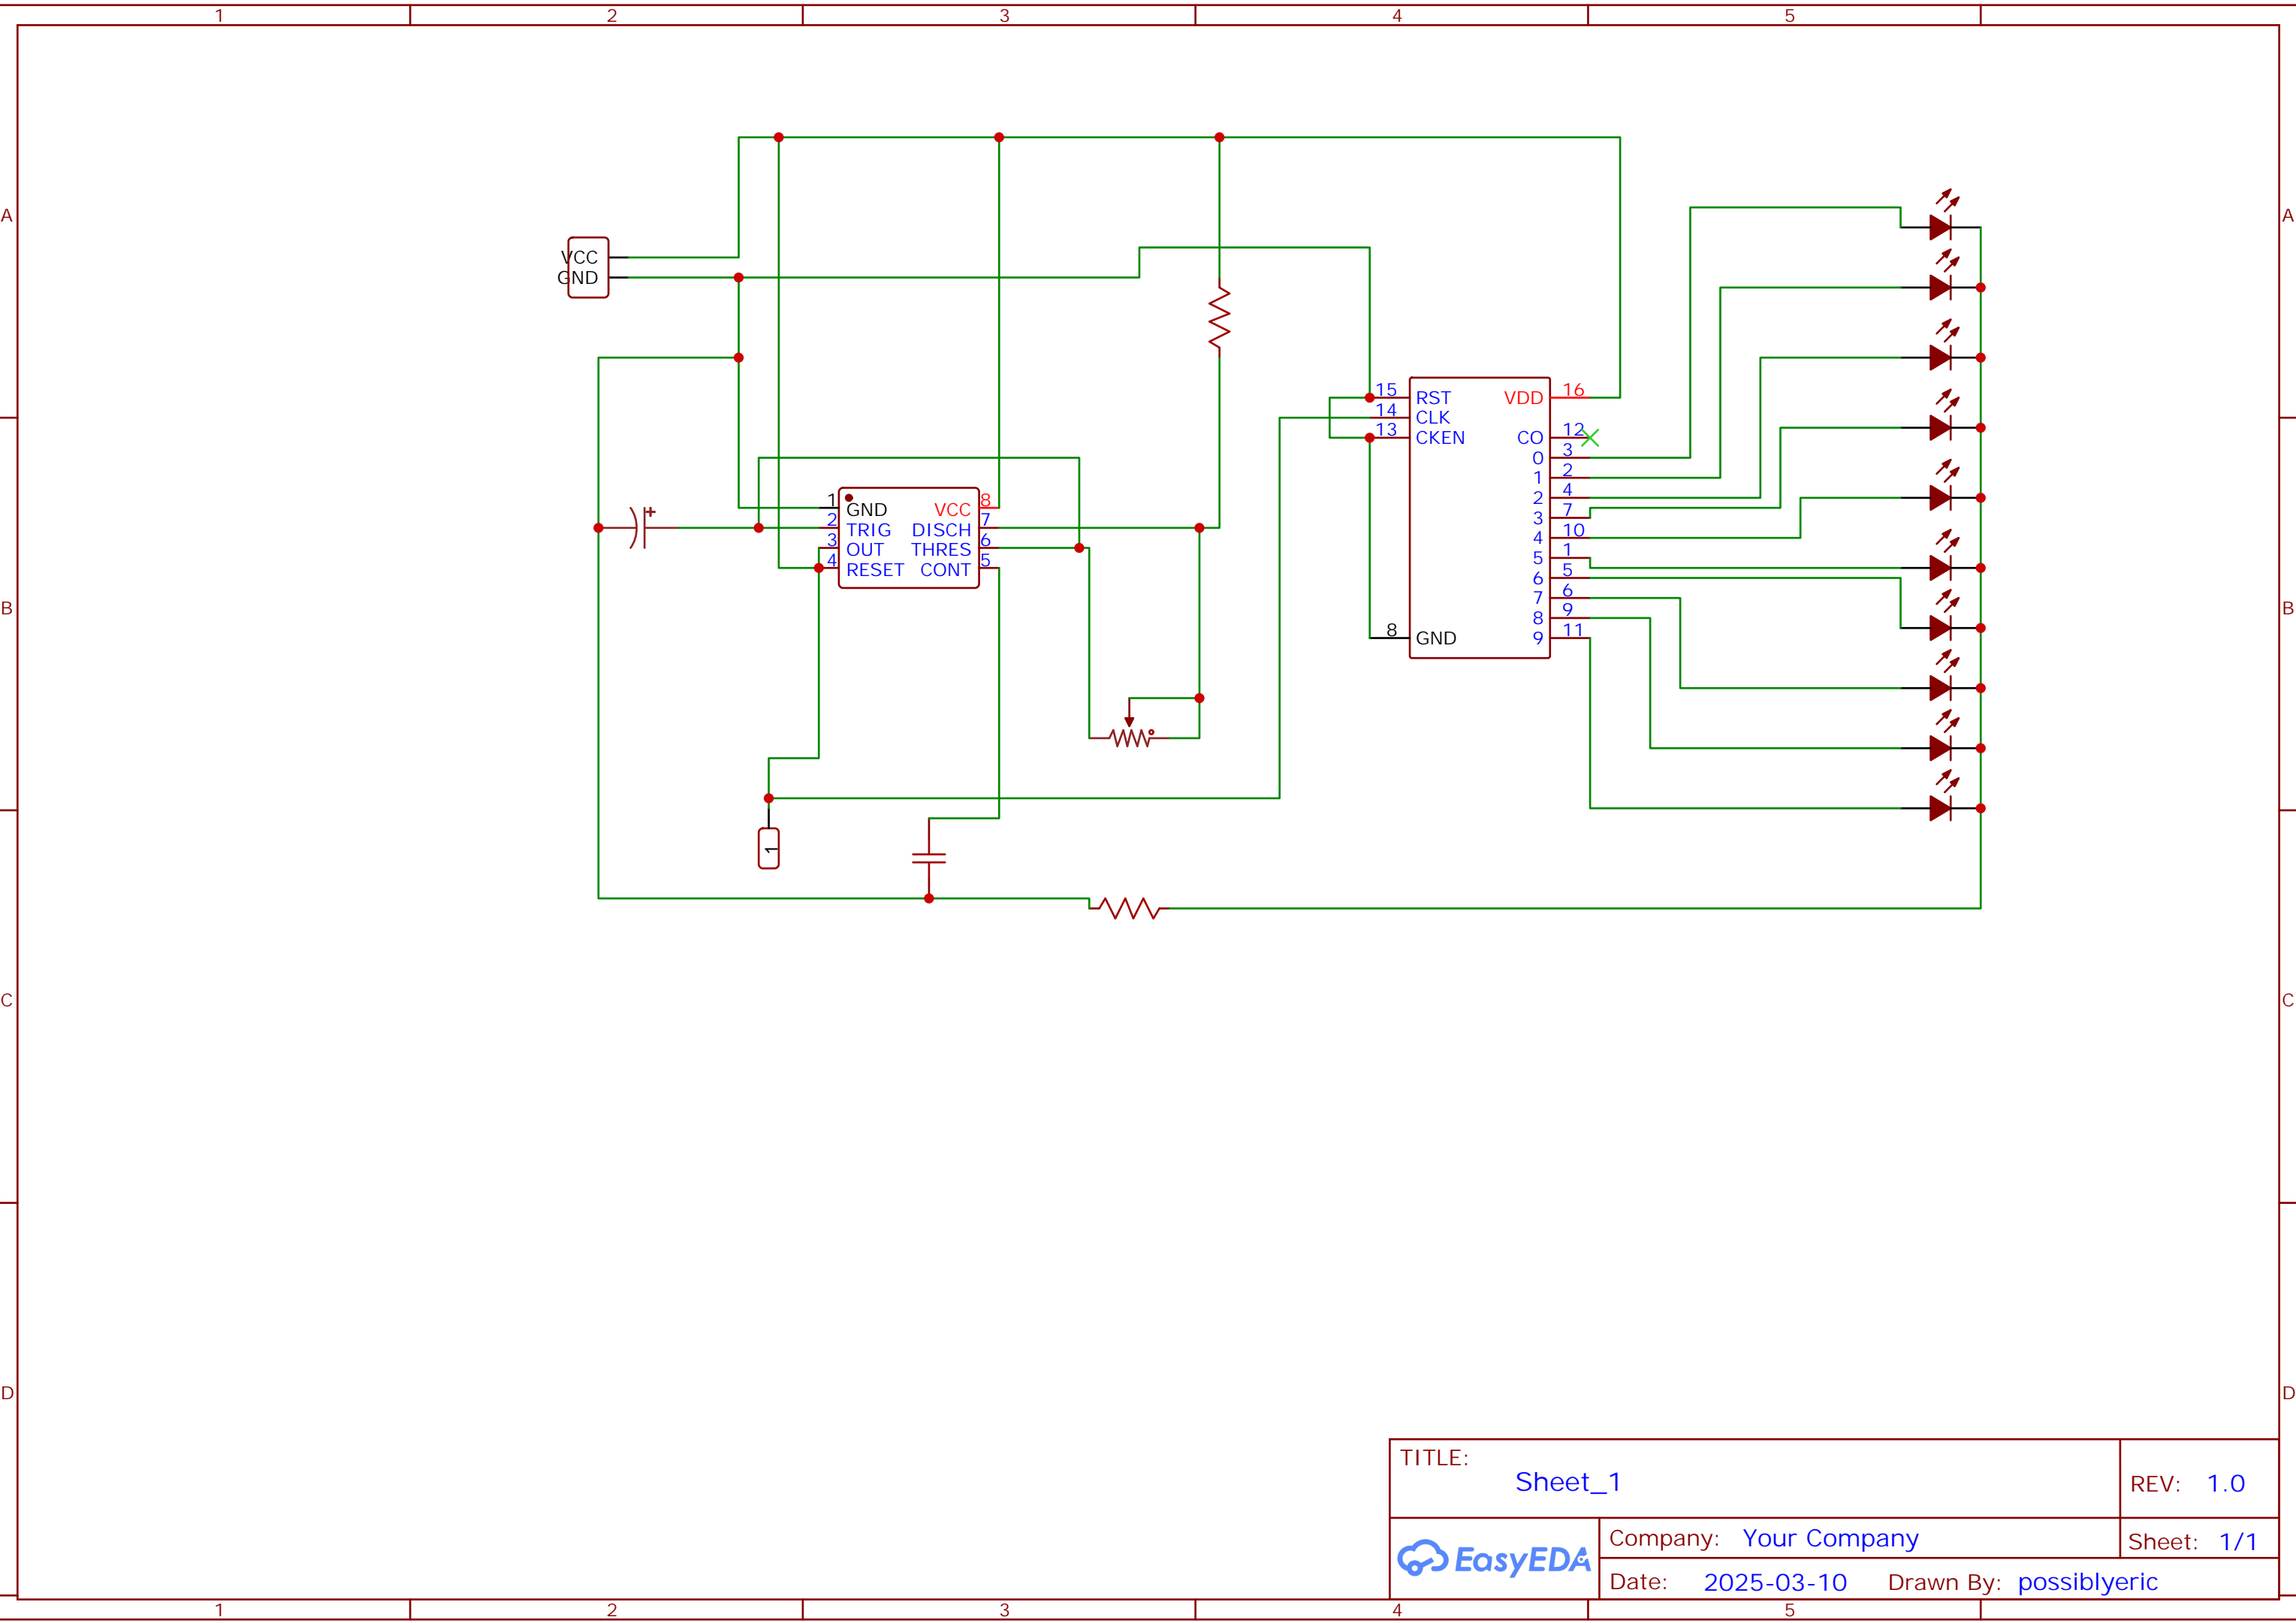 1 2 3 4 5
A A
VCC
GND
15 RST VDD 16
14 CLK
13 CKEN CO 12
0 3
1 2
2 4
3 7
4 10
5 1
6 5
7 6
8 9
8 GND 9 11
1 GND VCC 8
2 TRIG DISCH 7
3 OUT THRES 6
4 RESET CONT 5
+
B B
1
C C
D D
TITLE:
Sheet_1
REV: 1.0
EasyEDA
Company: Your Company
Sheet: 1/1
Date: 2025-03-10 Drawn By: possiblyeric
1 2 3 4 5